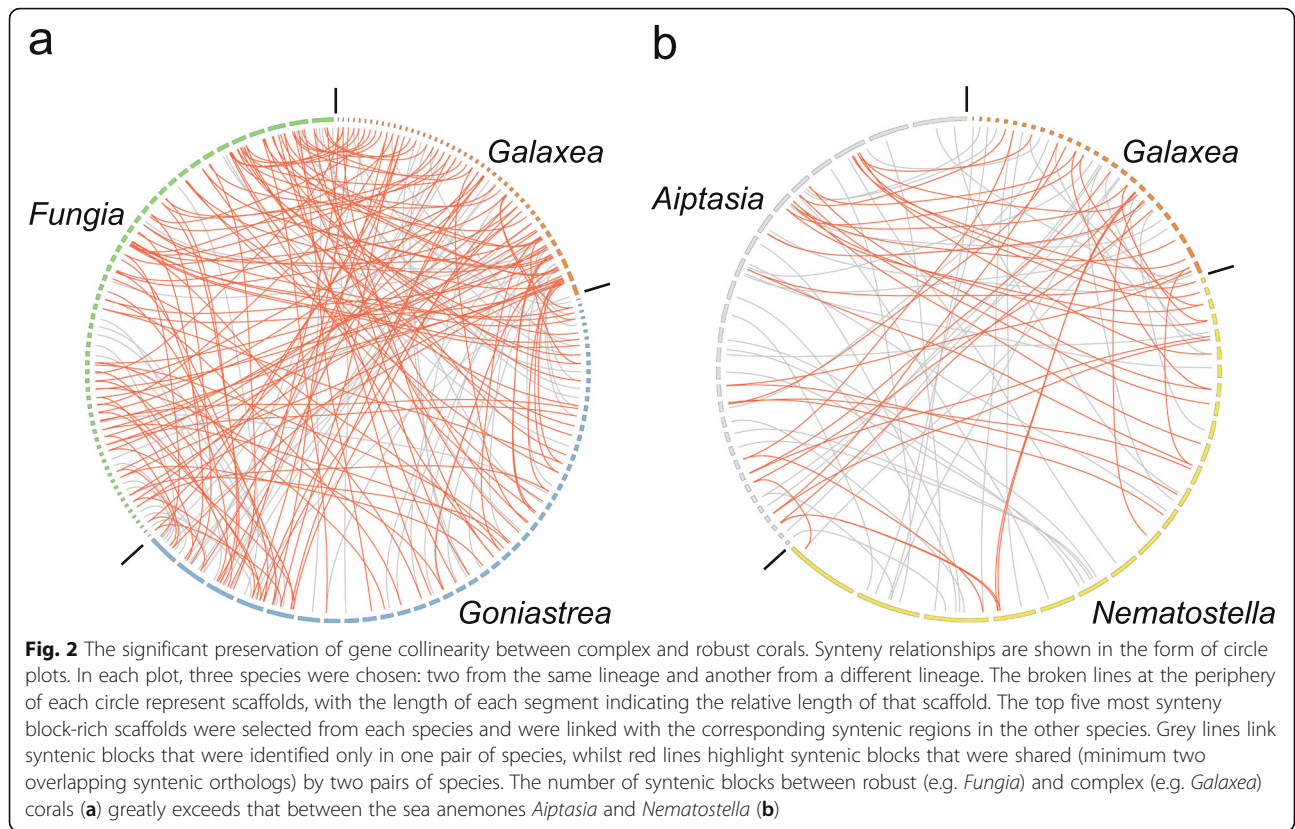 a
b
Galaxea
Fungia
Goniastrea
Galaxea
Aiptasia
Nematostella
Fig. 2 The significant preservation of gene collinearity between complex and robust corals. Synteny relationships are shown in the form of circle
plots. In each plot, three species were chosen: two from the same lineage and another from a different lineage. The broken lines at the periphery
of each circle represent scaffolds, with the length of each segment indicating the relative length of that scaffold. The top five most synteny
block-rich scaffolds were selected from each species and were linked with the corresponding syntenic regions in the other species. Grey lines link
syntenic blocks that were identified only in one pair of species, whilst red lines highlight syntenic blocks that were shared (minimum two
overlapping syntenic orthologs) by two pairs of species. The number of syntenic blocks between robust (e.g. Fungia) and complex (e.g. Galaxea)
corals (a) greatly exceeds that between the sea anemones Aiptasia and Nematostella (b)